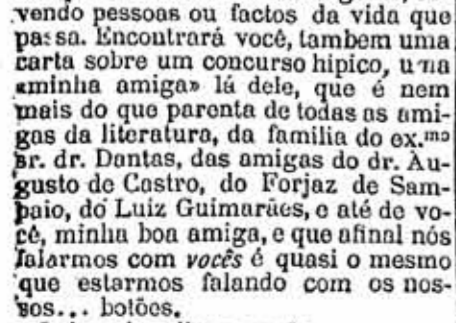 vendo pessoas ou factos da vida que
passa. Encontrará você, tambem uma
carta sobre um concurso hipico, uma
«minha amiga» lá dele, que é nem
mais do que parenta de todas as ami-
gas da literatura, da familia do ex.mo
sr. dr. Dantas, das amigas do dr. Au-
gusto de Castro, do Forjaz de Sam-
paio, do Luiz Guimarães, e até de vo-
cê, minha boa amiga, e que afinal nós
falarmos com vocês é quasi o mesmo
que estarmos falando com os nos-
sos... botões.